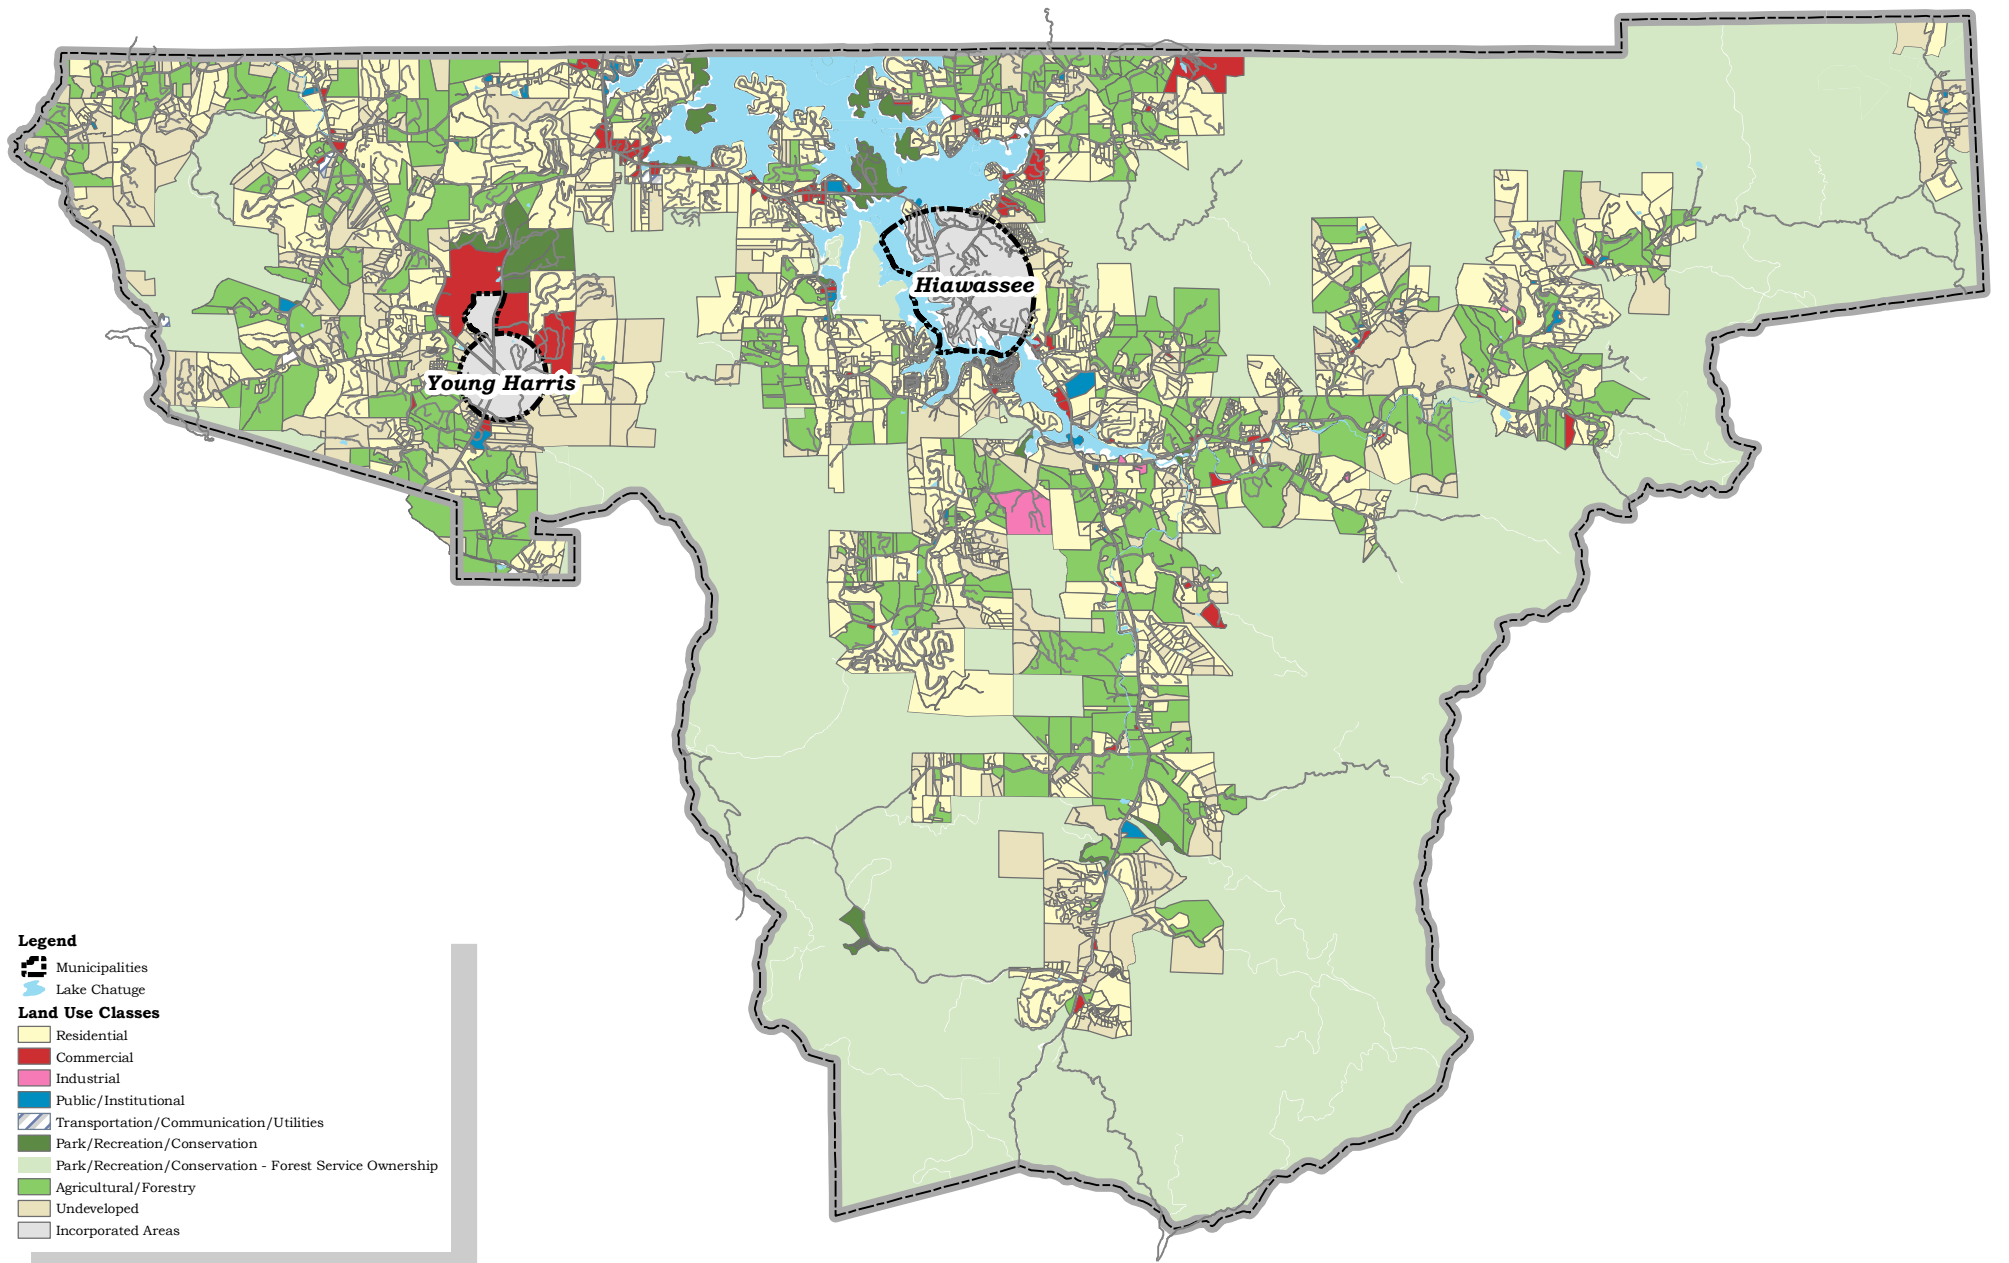 Hiawassee
Young Harris
Legend
Municipalities
Lake Chatuge
Land Use Classes
Residential
Commercial
Industrial
Public/Institutional
Transportation/Communication/Utilities
Park/Recreation/Conservation
Park/Recreation/Conservation - Forest Service Ownership
Agricultural/Forestry
Undeveloped
Incorporated Areas